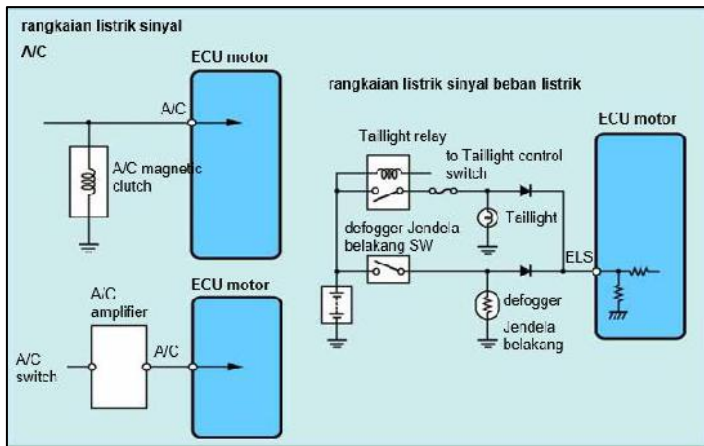 rangkaian listrik sinyal
A/C
ECU motor
A/C
A/C magnetic
clutch
ECU motor
A/C
amplifier
A/C
A/C
switch
rangkaian listrik sinyal beban listrik
ECU motor
Taillight relay
to Taillight control
switch
Taillight
defogger Jendela
belakang SW
ELS
defogger
Jendela
belakang